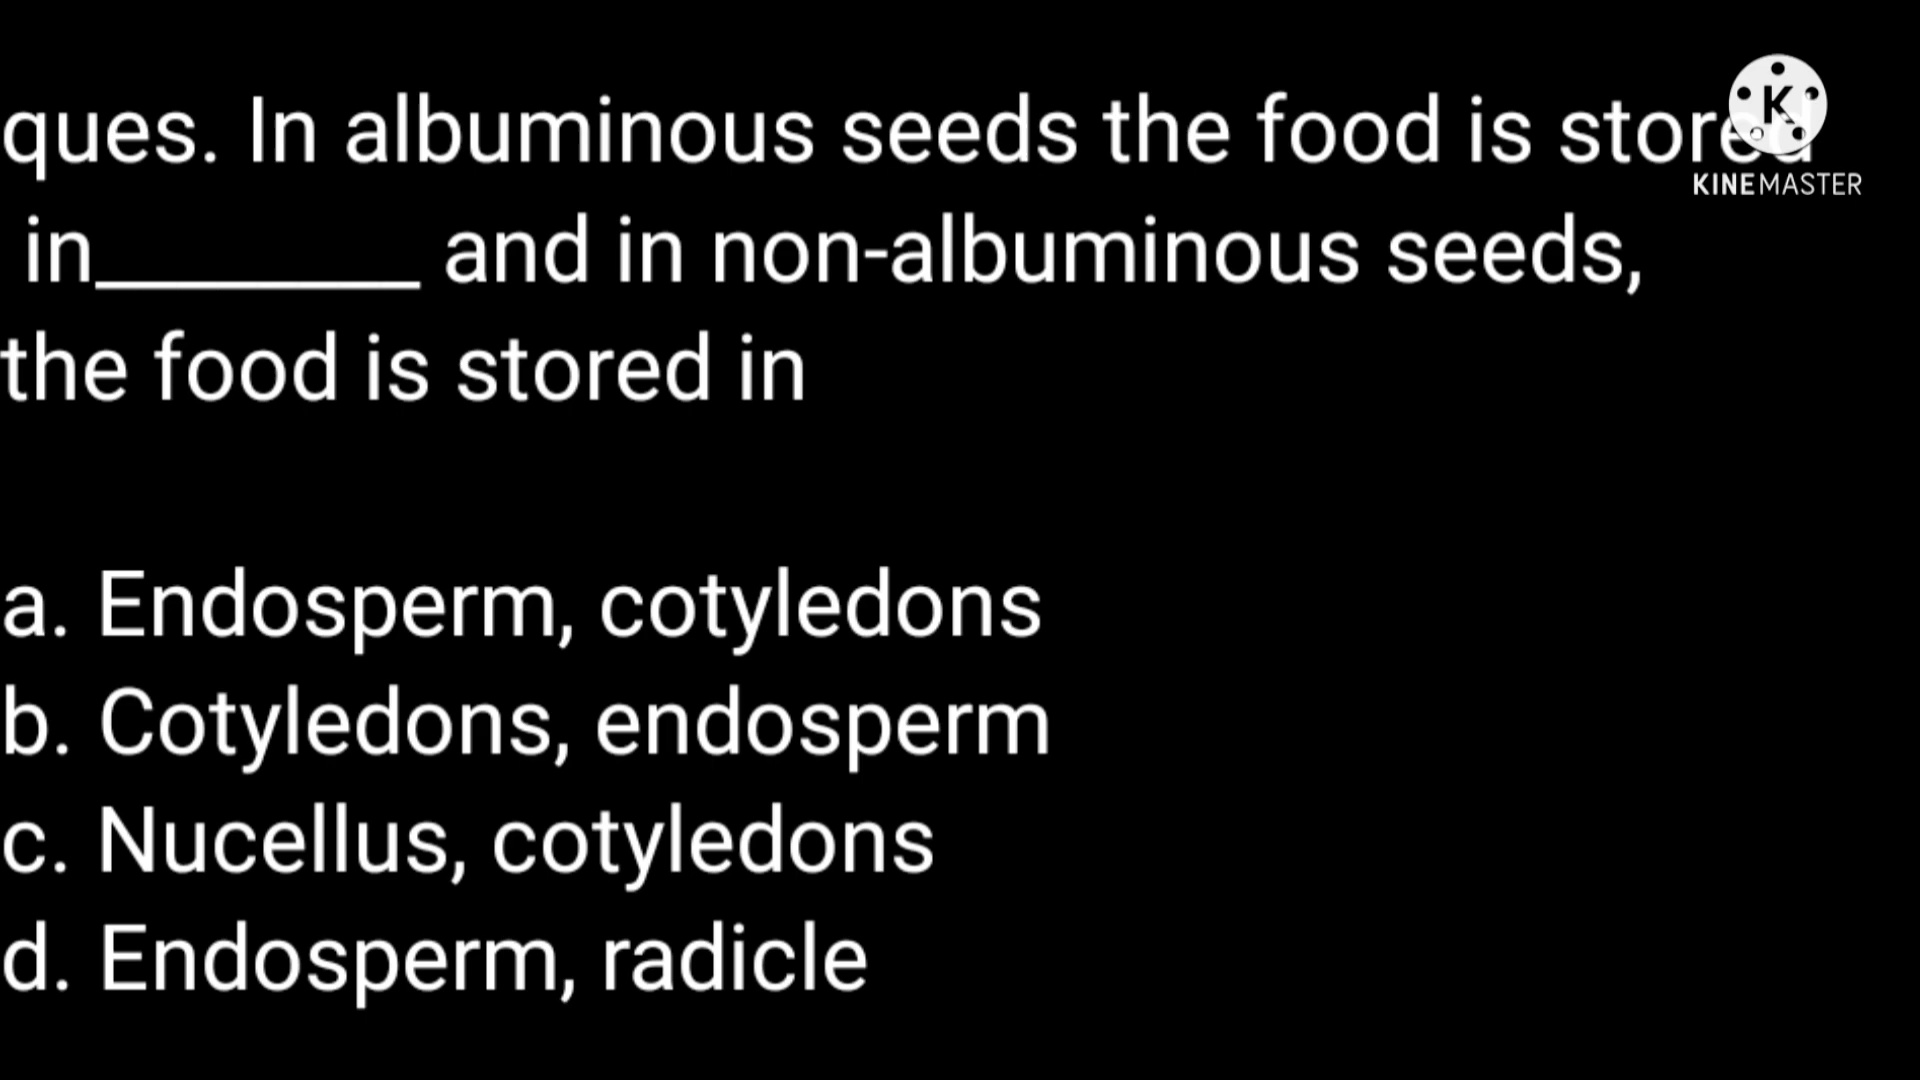 ques. In albuminous seeds the food is stored
in_________ and in non-albuminous seeds,
the food is stored in
a. Endosperm, cotyledons
b. Cotyledons, endosperm
c. Nucellus, cotyledons
d. Endosperm, radicle
K
KINEMASTER